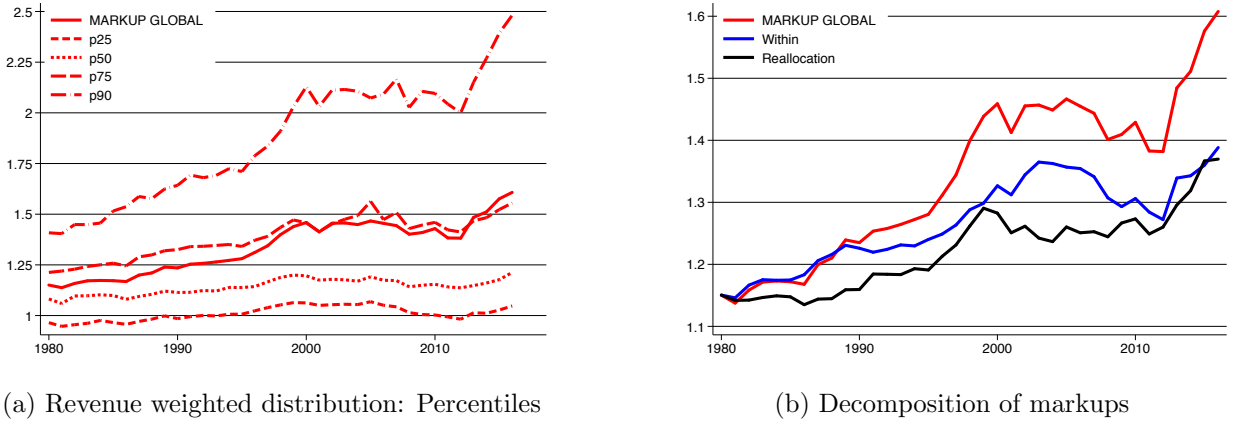 2.5
2.25
2
1.75
1.5
1.25
1
MARKUP GLOBAL
p25
p50
p75
p90
1980
1990
2000
2010
(a) Revenue weighted distribution: Percentiles
1.6
1.5
1.4
1.3
1.2
1.1
MARKUP GLOBAL
Within
Reallocation
1980
1990
2000
2010
(b) Decomposition of markups